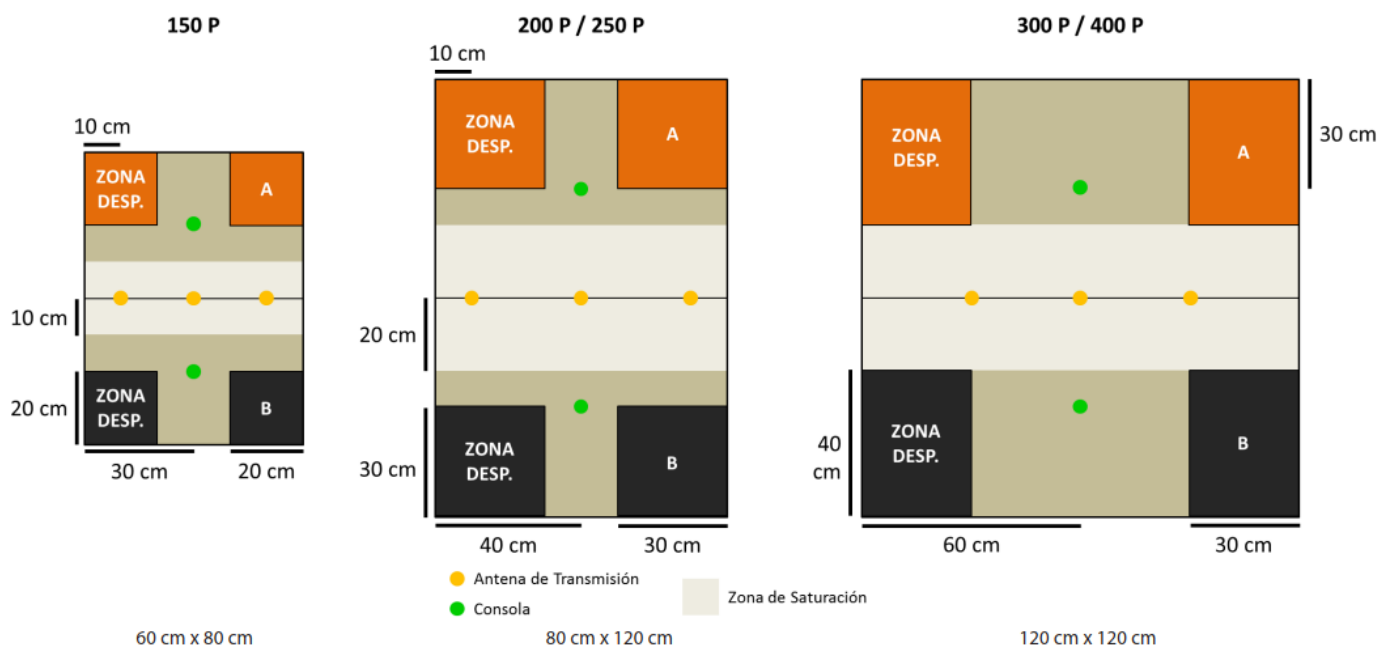 150 P
10 cm
ZONA
DESP.
A
10 cm
20 cm
ZONA
DESP.
B
30 cm
20 cm
60 cm x 80 cm
200 P / 250 P
10 cm
ZONA
DESP.
A
20 cm
30 cm
ZONA
DESP.
B
40 cm
30 cm
Antena de Transmisión
Consola
Zona de Saturación
80 cm x 120 cm
300 P / 400 P
ZONA
DESP.
A
30 cm
40
cm
ZONA
DESP.
B
60 cm
30 cm
120 cm x 120 cm